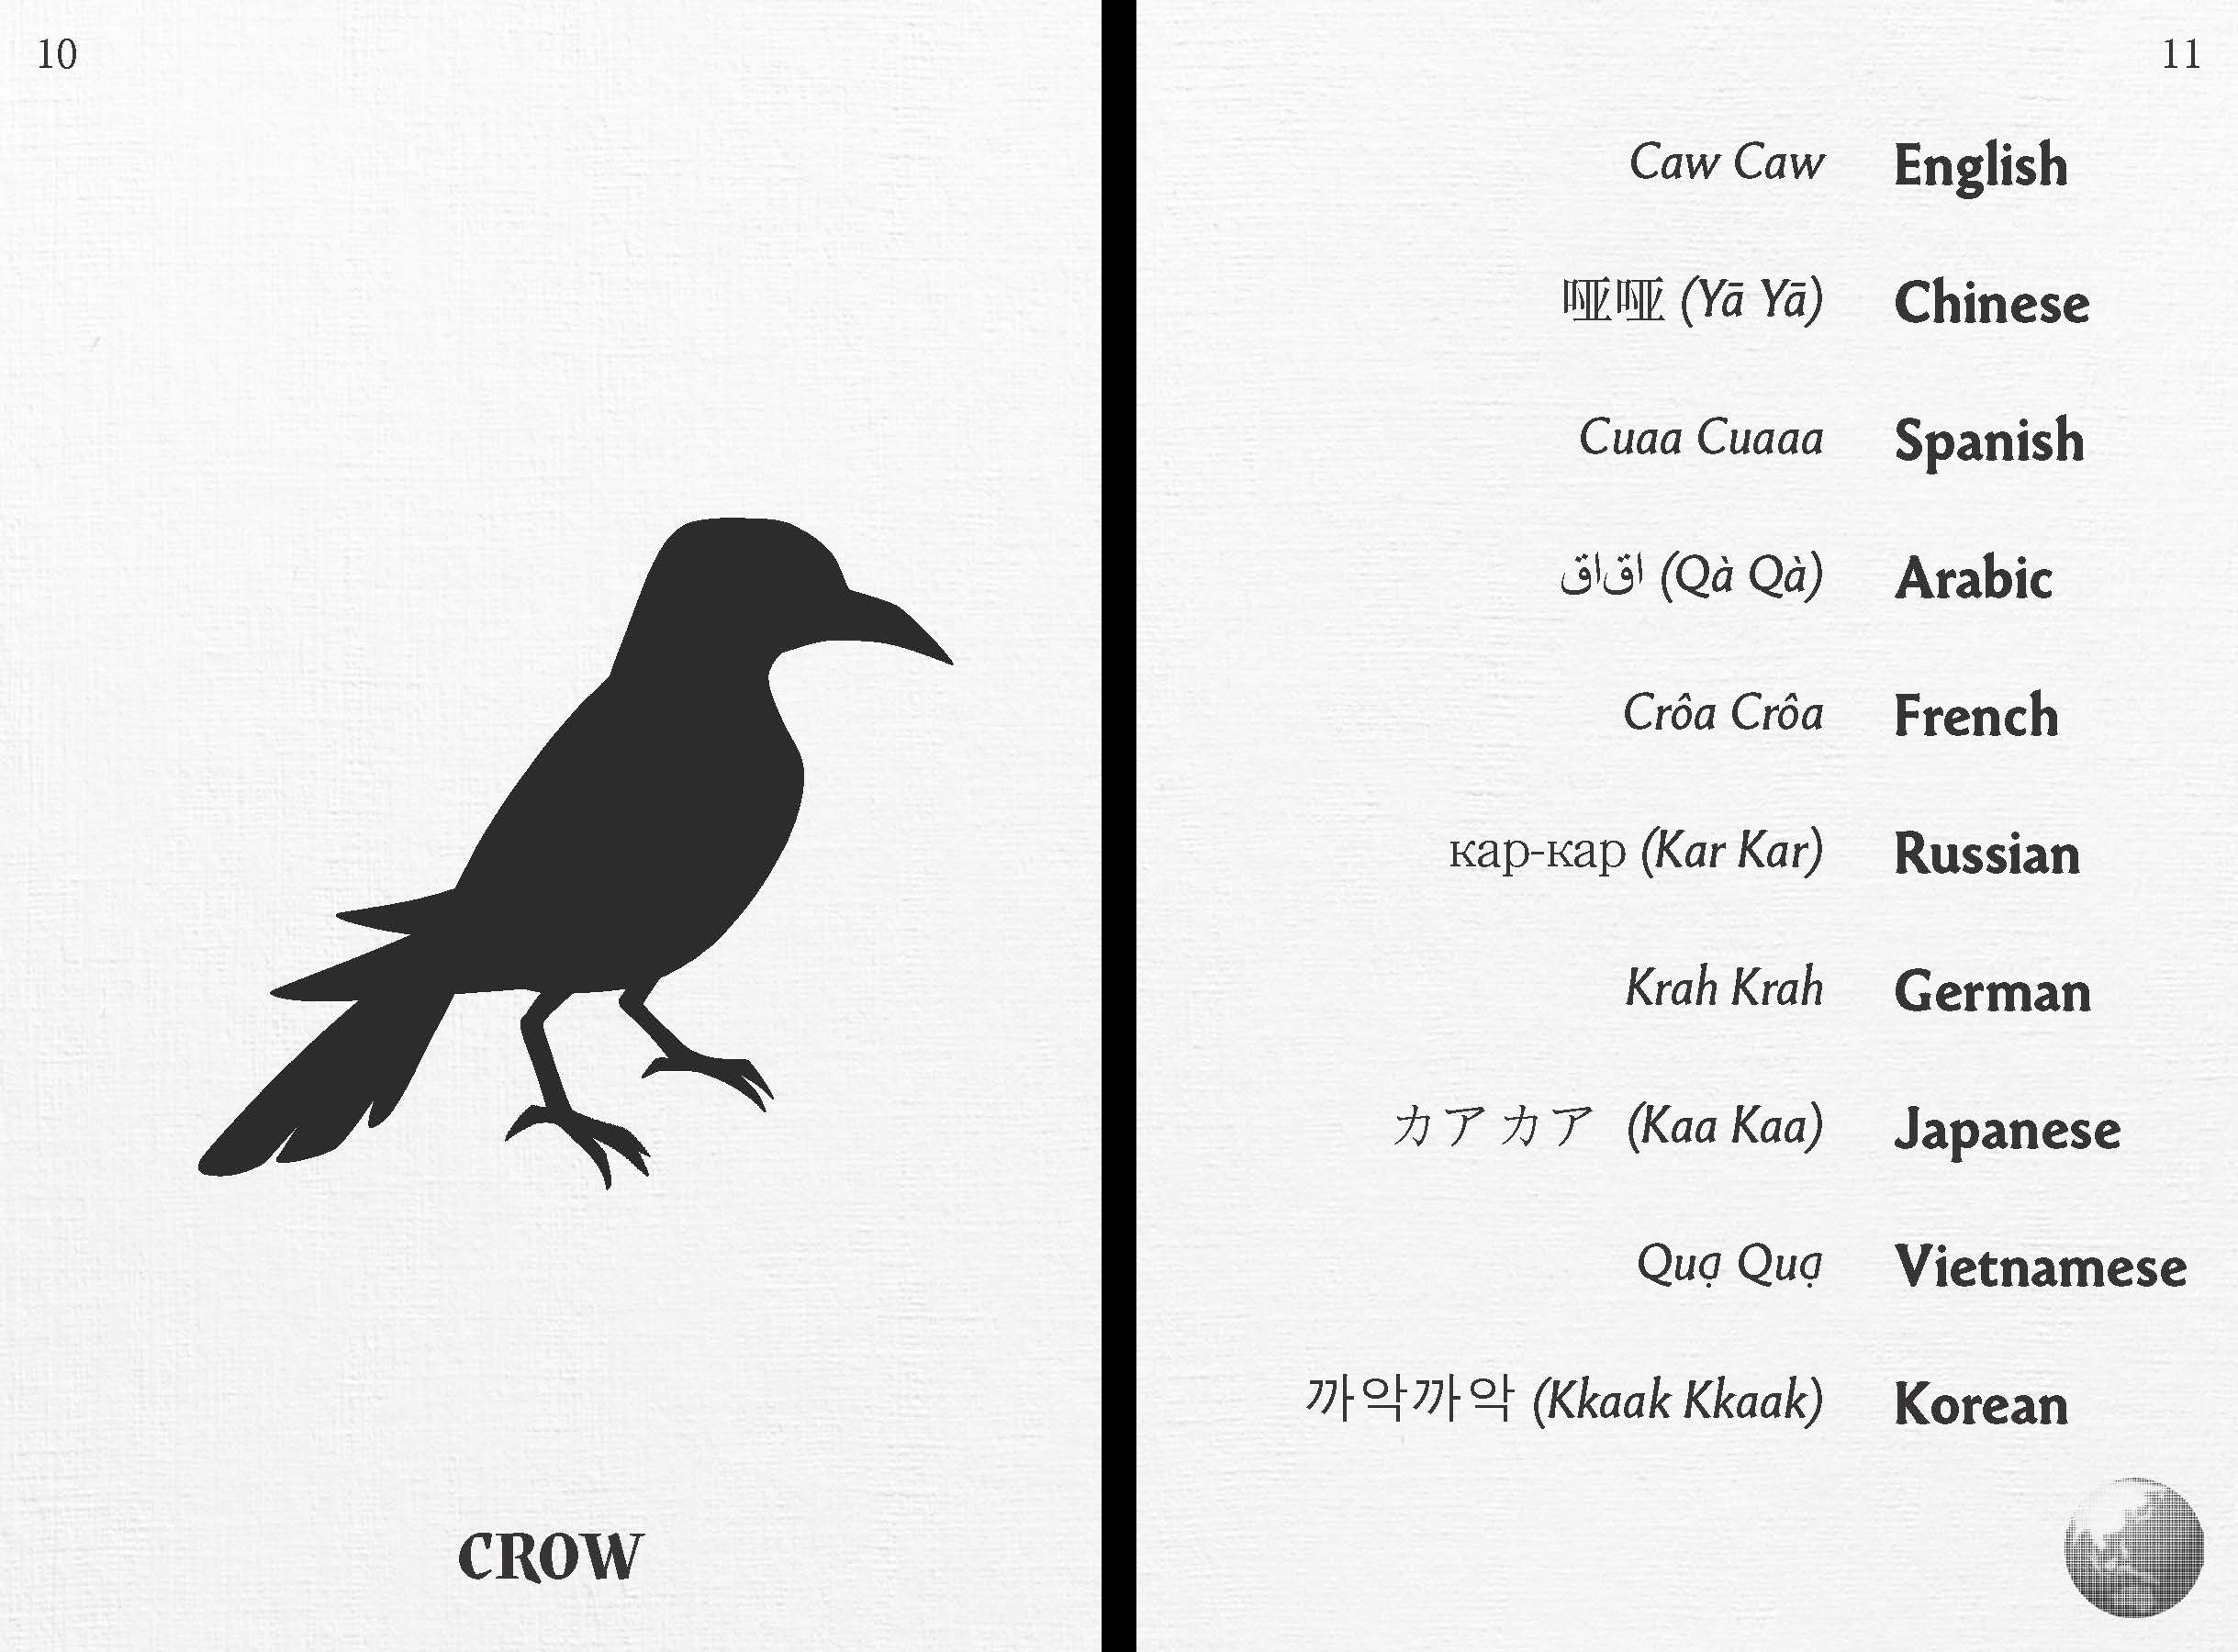 10
CROW
11
Caw Caw English
哑哑 (Yā Yā) Chinese
Cuaa Cuaaa Spanish
اقاق (Qà Qà) Arabic
Crôa Crôa French
кар-кар (Kar Kar) Russian
Krah Krah German
カア カア (Kaa Kaa) Japanese
Quạ Quạ Vietnamese
까악까악 (Kkaak Kkaak) Korean